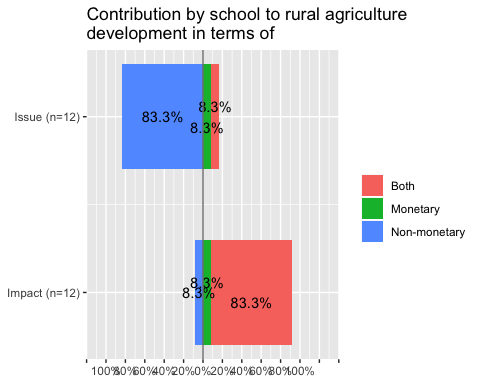 Contribution by school to rural agriculture
development in terms of
Issue (n=12)
83.3%
8.3%
8.3%
Both
Monetary
Non-monetary
Impact (n=12)
8.3%
8.3%
83.3%
100% 80% 60% 40% 20% 0% 20% 40% 60% 80% 100%